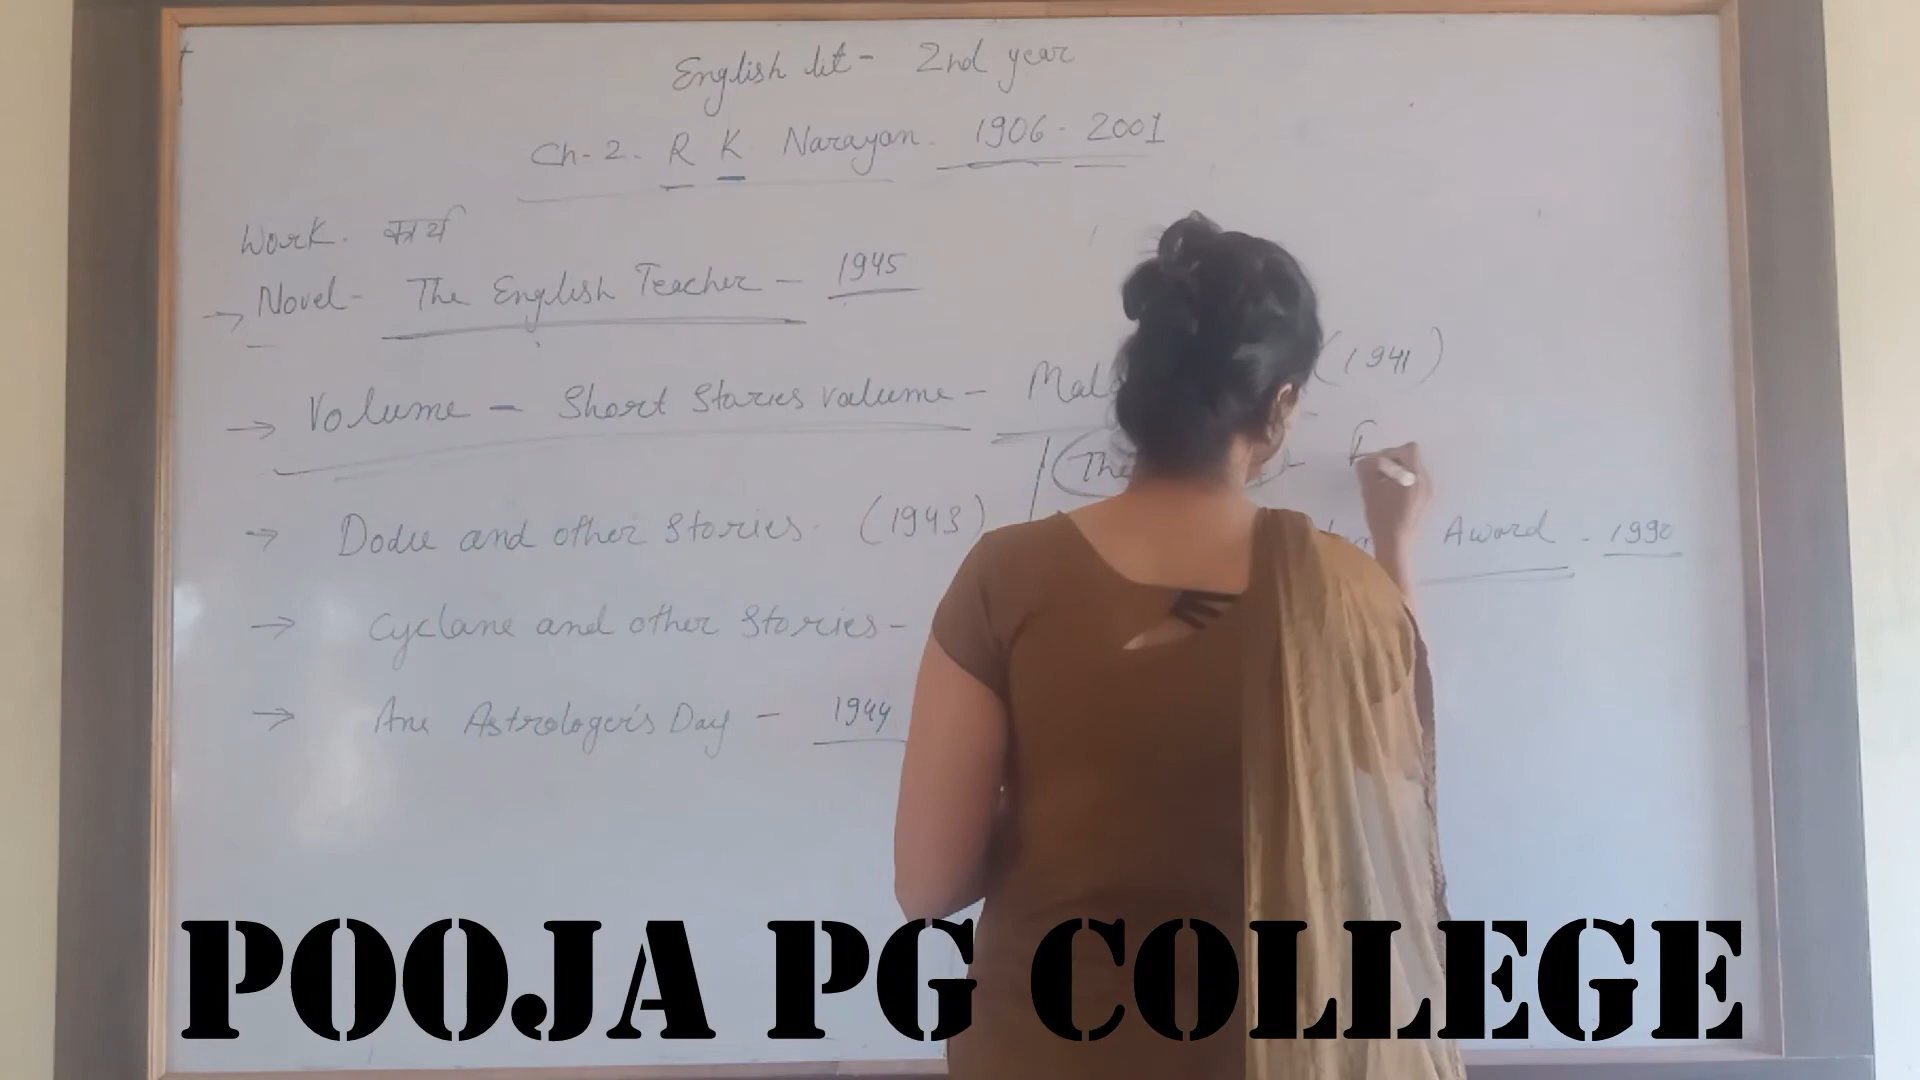 English lit - 2nd year
Ch-2. R K Narayan. 1906 - 2001
Work. कार्य
→ Novel - The English Teacher - 1945
→ Volume - Short Stories volume - (1941)
→ Dodu and other Stories. (1943)
Award - 1990
→ Cyclone and other Stories -
→ Ane Astrologer's Day - 1944
POOJA PG COLLEGE